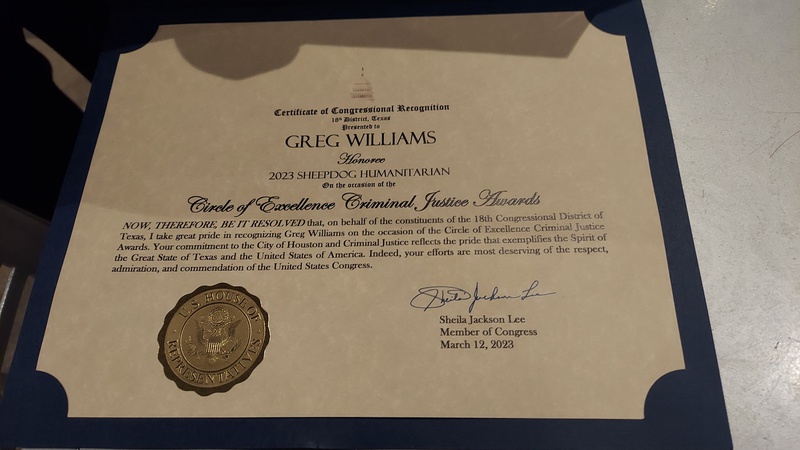 Certificate of Congressional Recognition
18th District, Texas
Presented to
GREG WILLIAMS
Honoree
2023 SHEEPDOG HUMANITARIAN
On the occasion of the
Circle of Excellence Criminal Justice Awards
NOW, THEREFORE, BE IT RESOLVED that, on behalf of the constituents of the 18th Congressional District of
Texas, I take great pride in recognizing Greg Williams on the occasion of the Circle of Excellence Criminal Justice
Awards. Your commitment to the City of Houston and Criminal Justice reflects the pride that exemplifies the Spirit of
the Great State of Texas and the United States of America. Indeed, your efforts are most deserving of the respect,
admiration, and commendation of the United States Congress.
Sheila Jackson Lee
Sheila Jackson Lee
Member of Congress
March 12, 2023
U.S. HOUSE OF
REPRESENTATIVES